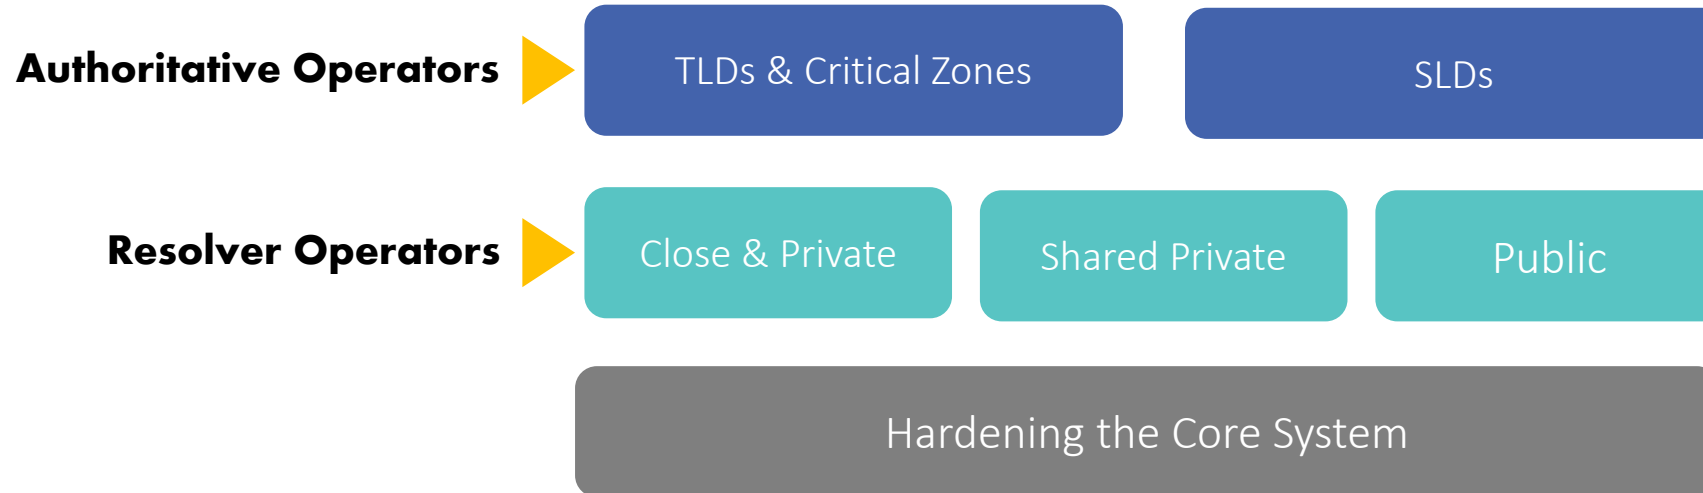 Authoritative Operators
TLDs & Critical Zones
SLDs
Resolver Operators
Close & Private
Shared Private
Public
Hardening the Core System